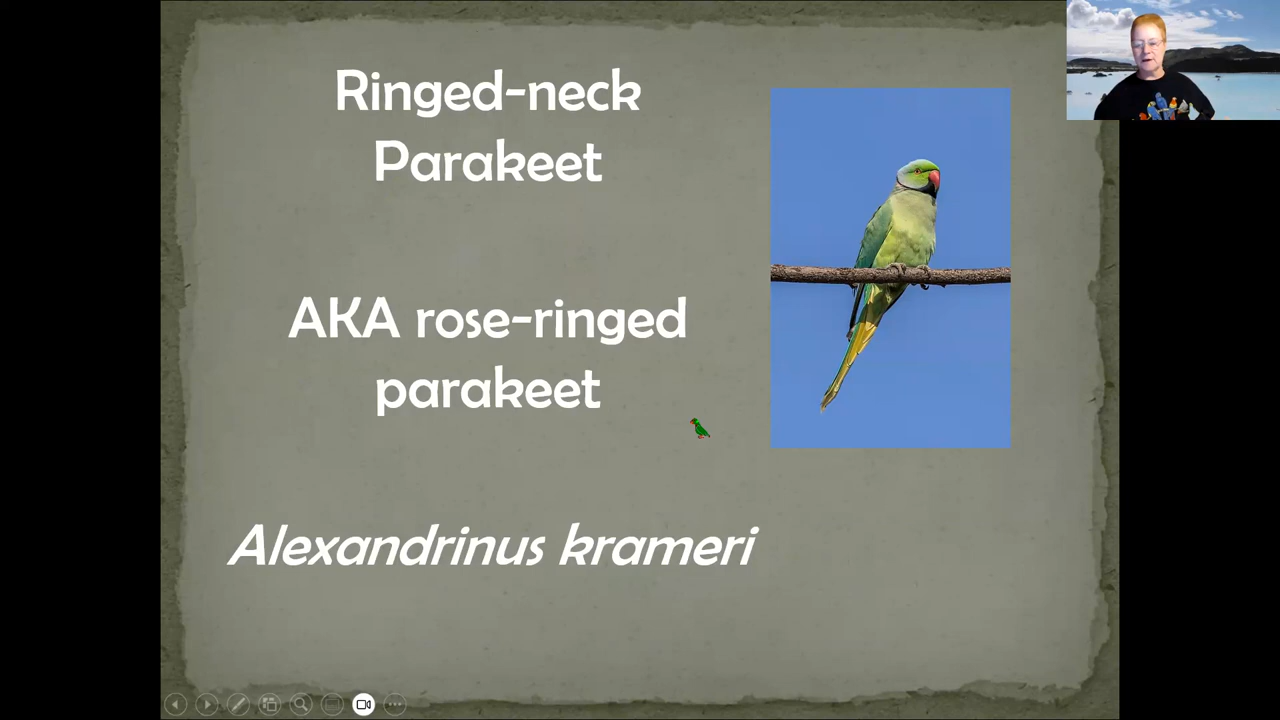 Ringed-neck
Parakeet
AKA rose-ringed
parakeet
Alexandrinus krameri